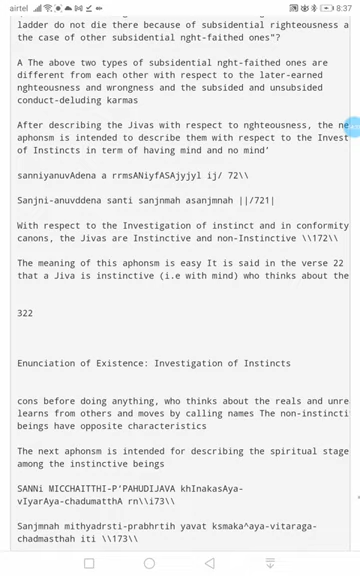 airtel 8:37
ladder do not die there because of subsidential righteousness a
the case of other subsidential nght-faithed ones"?
A The above two types of subsidential nght-faithed ones are
different from each other with respect to the later-earned
nghteousness and wrongness and the subsided and unsubsided
conduct-deluding karmas
After describing the Jivas with respect to nghteousness, the ne
aphonsm is intended to describe them with respect to the Invest
of Instincts in term of having mind and no mind'
sanniyanuvAdena a rrmsANiyfASAjyjyl ij/ 72\\
Sanjni-anuvddena santi sanjnmah asanjmnah ||/721|
With respect to the Investigation of instinct and in conformity
canons, the Jivas are Instinctive and non-Instinctive \\172\\
The meaning of this aphonsm is easy It is said in the verse 22
that a Jiva is instinctive (i.e with mind) who thinks about the
322
Enunciation of Existence: Investigation of Instincts
cons before doing anything, who thinks about the reals and unre
learns from others and moves by calling names The non-instincti
beings have opposite characteristics
The next aphonsm is intended for describing the spiritual stage
among the instinctive beings
SANNi MICCHAITTHI-P'PAHUDIJAVA khInakasAya-
vIyarAya-chadumatthA rn\\i73\\
Sanjmnah mithyadrsti-prabhrtih yavat ksmaka^aya-vitaraga-
chadmasthah iti \\173\\